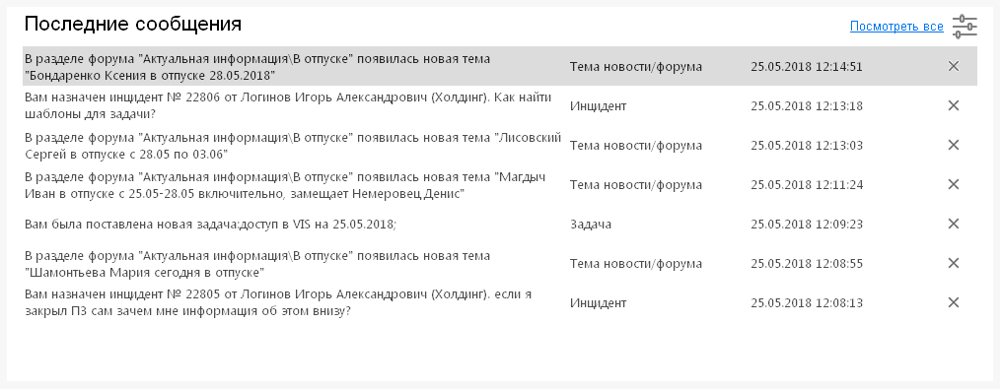 Последние сообщения
Посмотреть все
В разделе форума "Актуальная информация\В отпуске" появилась новая тема
"Бондаренко Ксения в отпуске 28.05.2018"
Тема новости/форума
25.05.2018 12:14:51
Вам назначен инцидент № 22806 от Логинов Игорь Александрович (Холдинг). Как найти
шаблоны для задачи?
Инцидент
25.05.2018 12:13:18
В разделе форума "Актуальная информация\В отпуске" появилась новая тема "Лисовский
Сергей в отпуске с 28.05 по 03.06"
Тема новости/форума
25.05.2018 12:13:03
В разделе форума "Актуальная информация\В отпуске" появилась новая тема "Магдыч
Иван в отпуске с 25.05-28.05 включительно, замещает Немеровец Денис"
Тема новости/форума
25.05.2018 12:11:24
Вам была поставлена новая задача:доступ в VIS на 25.05.2018;
Задача
25.05.2018 12:09:23
В разделе форума "Актуальная информация\В отпуске" появилась новая тема
"Шамонтьева Мария сегодня в отпуске"
Тема новости/форума
25.05.2018 12:08:55
Вам назначен инцидент № 22805 от Логинов Игорь Александрович (Холдинг). если я
закрыл ПЗ сам зачем мне информация об этом внизу?
Инцидент
25.05.2018 12:08:13